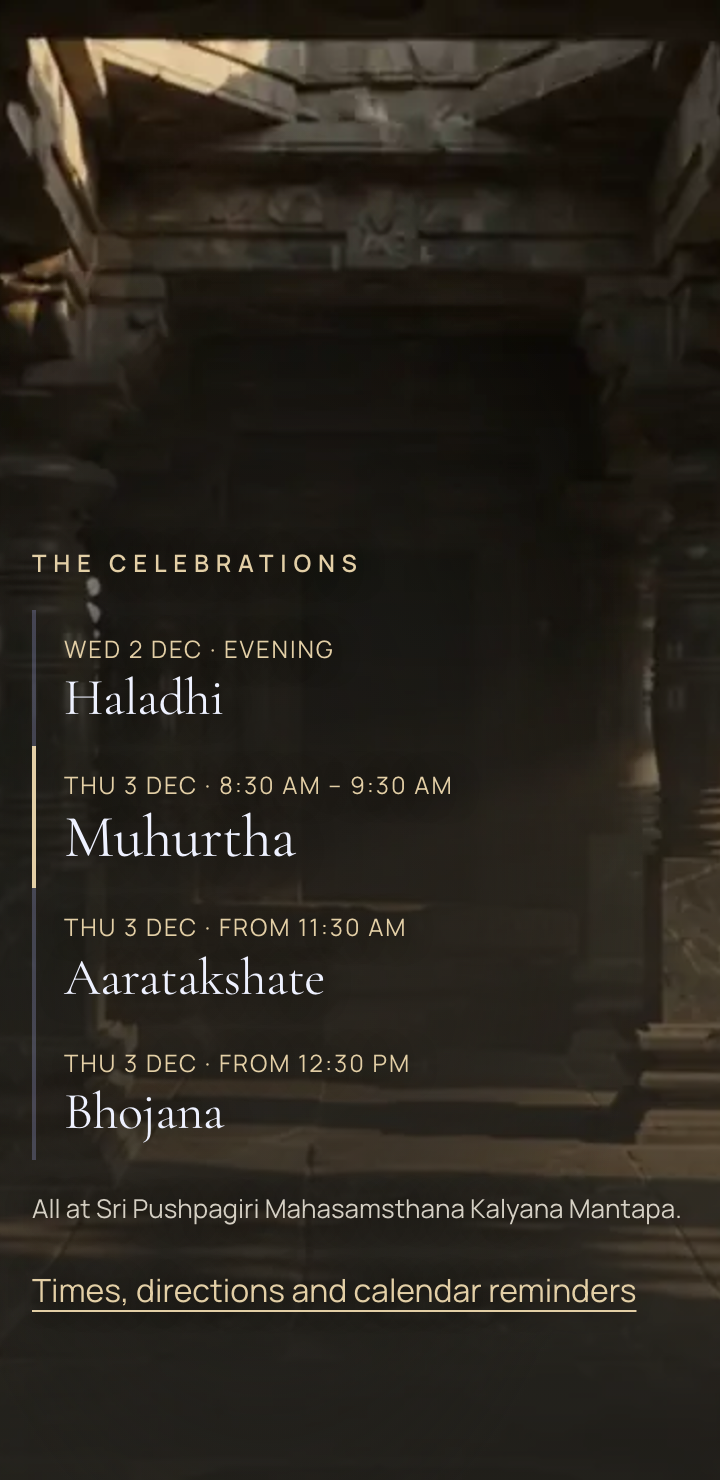 THE CELEBRATIONS
WED 2 DEC · EVENING
Haladhi
THU 3 DEC · 8:30 AM – 9:30 AM
Muhurtha
THU 3 DEC · FROM 11:30 AM
Aaratakshate
THU 3 DEC · FROM 12:30 PM
Bhojana
All at Sri Pushpagiri Mahasamsthana Kalyana Mantapa.
Times, directions and calendar reminders